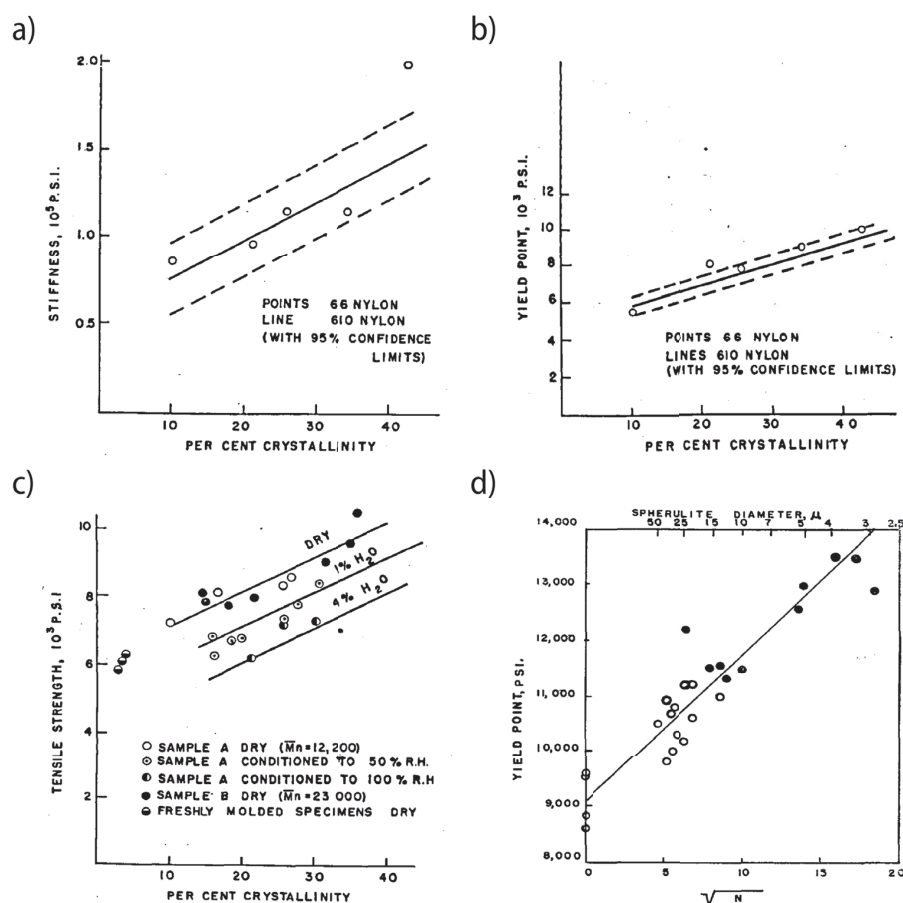 a)
2.0
1.5
1.0
0.5
STIFFNESS, 10⁵ P.S.I.
POINTS 66 NYLON
LINE 610 NYLON
(WITH 95% CONFIDENCE
LIMITS)
10 20 30 40
PER CENT CRYSTALLINITY
b)
12
10
8
6
4
2
YIELD POINT, 10³ P.S.I.
POINTS 66 NYLON
LINES 610 NYLON
(WITH 95% CONFIDENCE LIMITS)
10 20 30 40
PER CENT CRYSTALLINITY
c)
10
8
6
4
2
TENSILE STRENGTH, 10³ P.S.I
DRY
1% H₂O
4% H₂O
SAMPLE A DRY (M̅n=12,200)
SAMPLE A CONDITIONED TO 50% R.H.
SAMPLE A CONDITIONED TO 100% R.H
SAMPLE B DRY (M̅n=23 000)
FRESHLY MOLDED SPECIMENS DRY
0 10 20 30 40
PER CENT CRYSTALLINITY
d)
SPHERULITE DIAMETER, μ
50 25 15 10 7 5 4 3 2.5
14,000
13,000
12,000
11,000
10,000
9,000
8,000
YIELD POINT, PSI.
0 5 10 15 20
√N